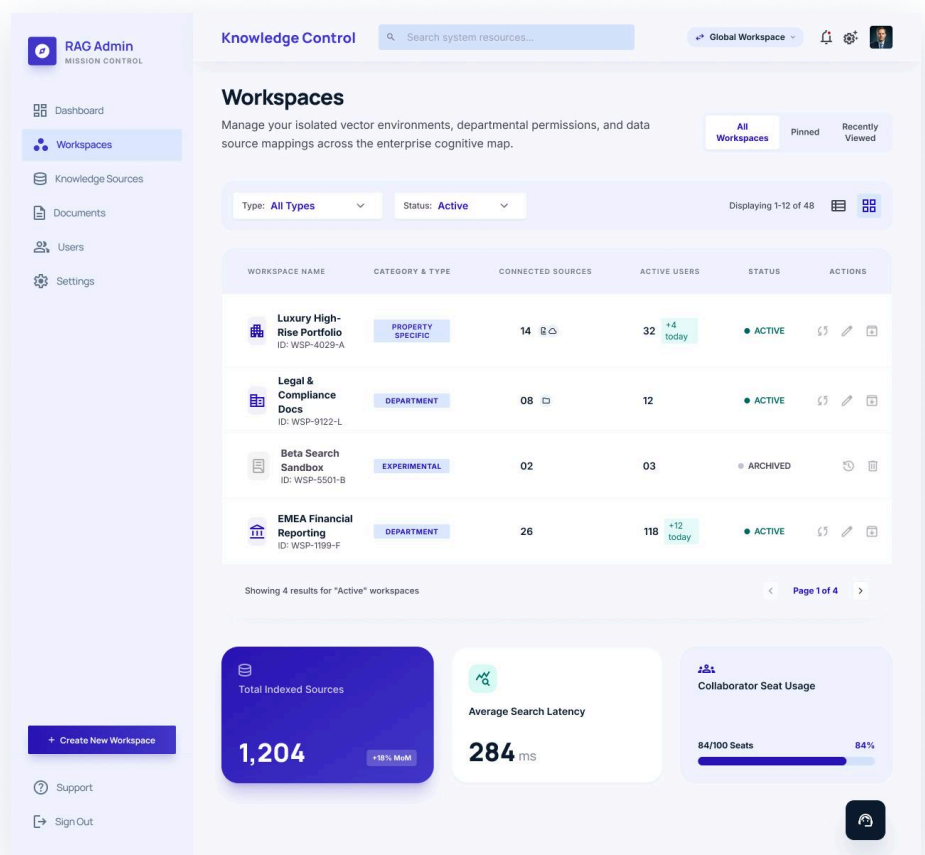 RAG Admin
MISSION CONTROL
Dashboard
Workspaces
Knowledge Sources
Documents
Users
Settings
+ Create New Workspace
Support
Sign Out
Knowledge Control
Search system resources...
Global Workspace
Workspaces
Manage your isolated vector environments, departmental permissions, and data
source mappings across the enterprise cognitive map.
All
Workspaces
Pinned
Recently
Viewed
Type: All Types
Status: Active
Displaying 1-12 of 48
WORKSPACE NAME CATEGORY & TYPE CONNECTED SOURCES ACTIVE USERS STATUS ACTIONS
Luxury High-
Rise Portfolio
ID: WSP-4029-A
PROPERTY
SPECIFIC
14
32
+4
today
ACTIVE
Legal &
Compliance
Docs
ID: WSP-9122-L
DEPARTMENT
08
12
ACTIVE
Beta Search
Sandbox
ID: WSP-5501-B
EXPERIMENTAL
02
03
ARCHIVED
EMEA Financial
Reporting
ID: WSP-1199-F
DEPARTMENT
26
118
+12
today
ACTIVE
Showing 4 results for "Active" workspaces
Page 1 of 4
Total Indexed Sources
1,204
+18% MoM
Average Search Latency
284 ms
Collaborator Seat Usage
84/100 Seats
84%